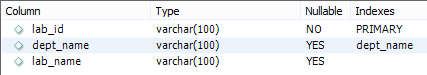 Column Type Nullable Indexes
lab_id varchar(100) NO PRIMARY
dept_name varchar(100) YES dept_name
lab_name varchar(100) YES